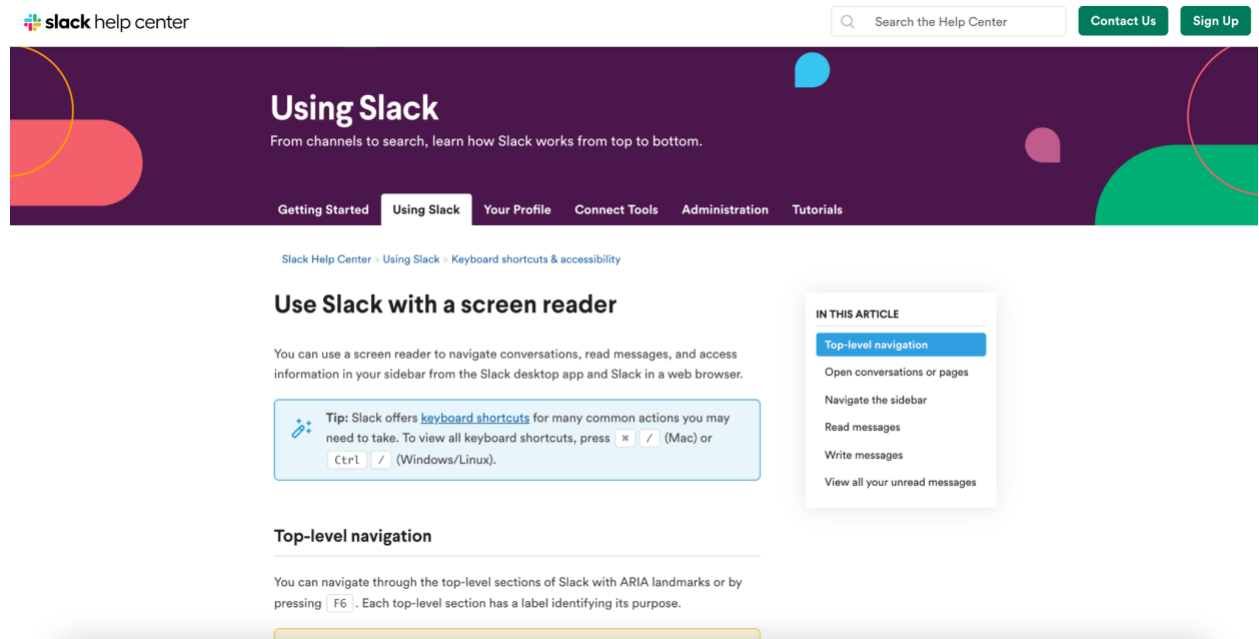 slack help center
Search the Help Center
Contact Us
Sign Up
Using Slack
From channels to search, learn how Slack works from top to bottom.
Getting Started
Using Slack
Your Profile
Connect Tools
Administration
Tutorials
Slack Help Center > Using Slack > Keyboard shortcuts & accessibility
Use Slack with a screen reader
You can use a screen reader to navigate conversations, read messages, and access
information in your sidebar from the Slack desktop app and Slack in a web browser.
Tip: Slack offers keyboard shortcuts for many common actions you may
need to take. To view all keyboard shortcuts, press ⌘ / (Mac) or
Ctrl / (Windows/Linux).
Top-level navigation
You can navigate through the top-level sections of Slack with ARIA landmarks or by
pressing F6 . Each top-level section has a label identifying its purpose.
IN THIS ARTICLE
Top-level navigation
Open conversations or pages
Navigate the sidebar
Read messages
Write messages
View all your unread messages